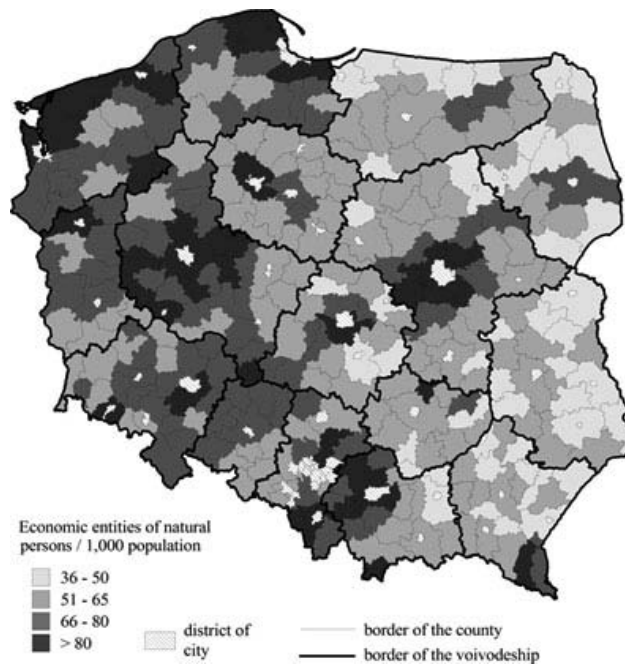 Economic entities of natural
persons / 1,000 population
36 - 50
51 - 65
66 - 80
> 80
district of
city
border of the county
border of the voivodeship